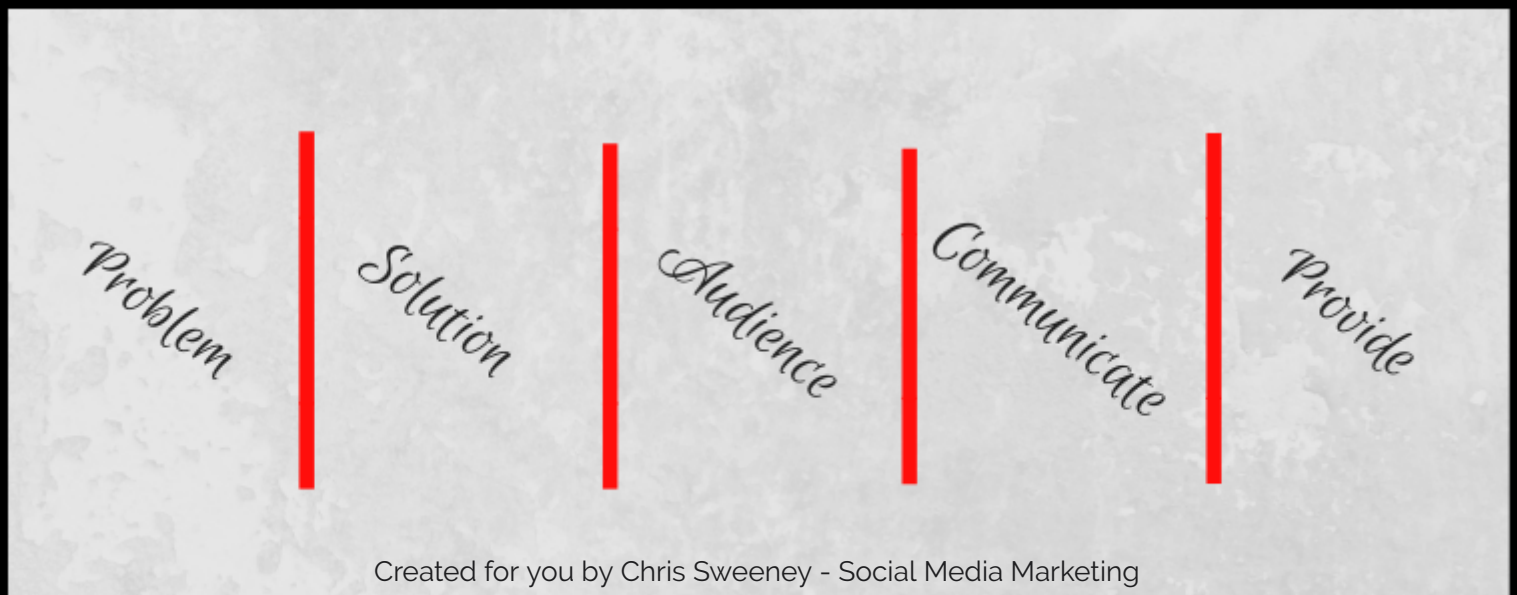 Problem
Solution
Audience
Communicate
Provide
Created for you by Chris Sweeney - Social Media Marketing